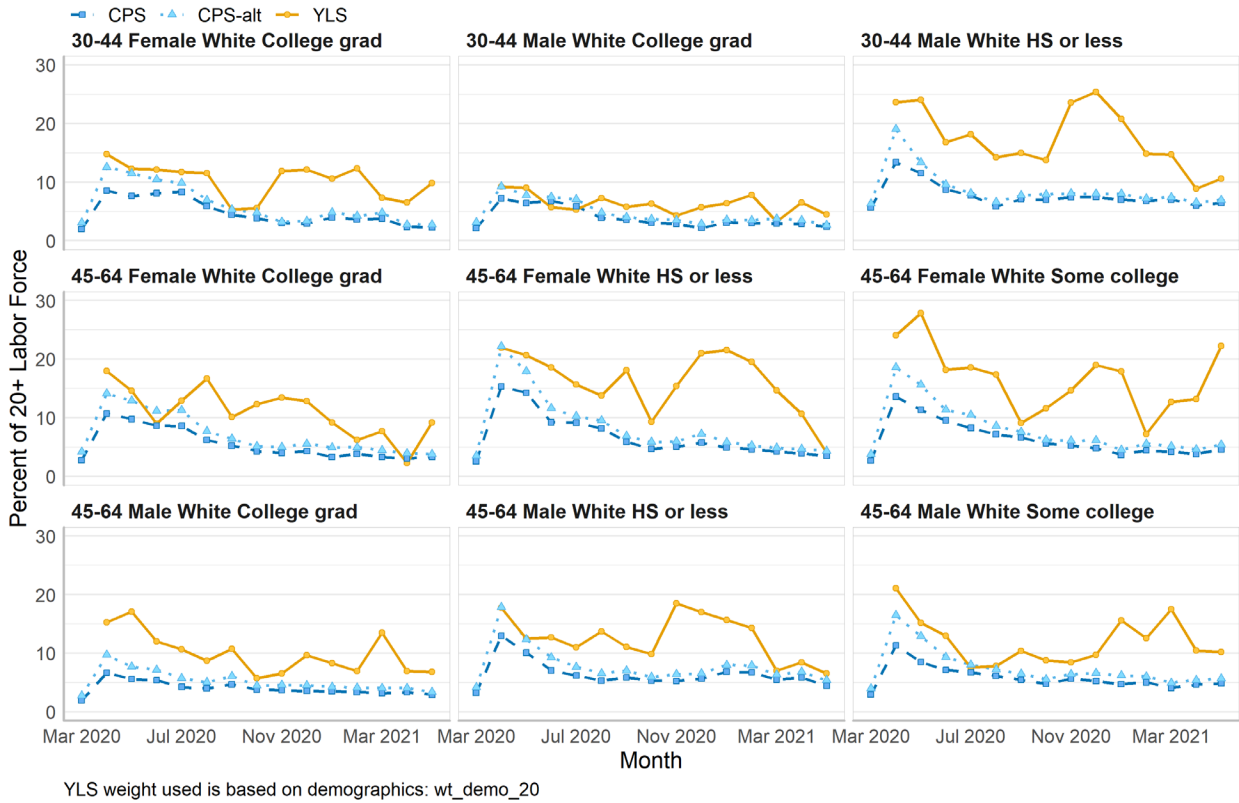 CPS CPS-alt YLS
30-44 Female White College grad
30-44 Male White College grad
30-44 Male White HS or less
30
20
10
0
45-64 Female White College grad
45-64 Female White HS or less
45-64 Female White Some college
30
20
10
0
45-64 Male White College grad
45-64 Male White HS or less
45-64 Male White Some college
30
20
10
0
Percent of 20+ Labor Force
Mar 2020 Jul 2020 Nov 2020 Mar 2021
Mar 2020 Jul 2020 Nov 2020 Mar 2021
Mar 2020 Jul 2020 Nov 2020 Mar 2021
Month
YLS weight used is based on demographics: wt_demo_20